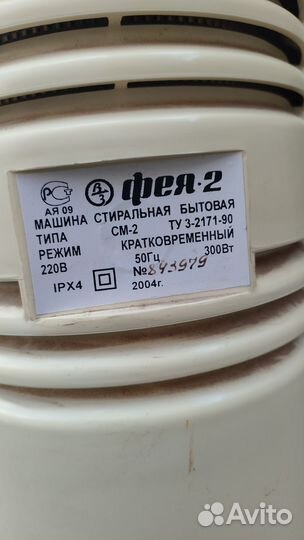 фея·2
АЯ 09
МАШИНА СТИРАЛЬНАЯ БЫТОВАЯ
ТИПА СМ-2 ТУ 3-2171-90
РЕЖИМ КРАТКОВРЕМЕННЫЙ
220В 50Гц 300Вт
IPX4 №843979
2004г.
Avito